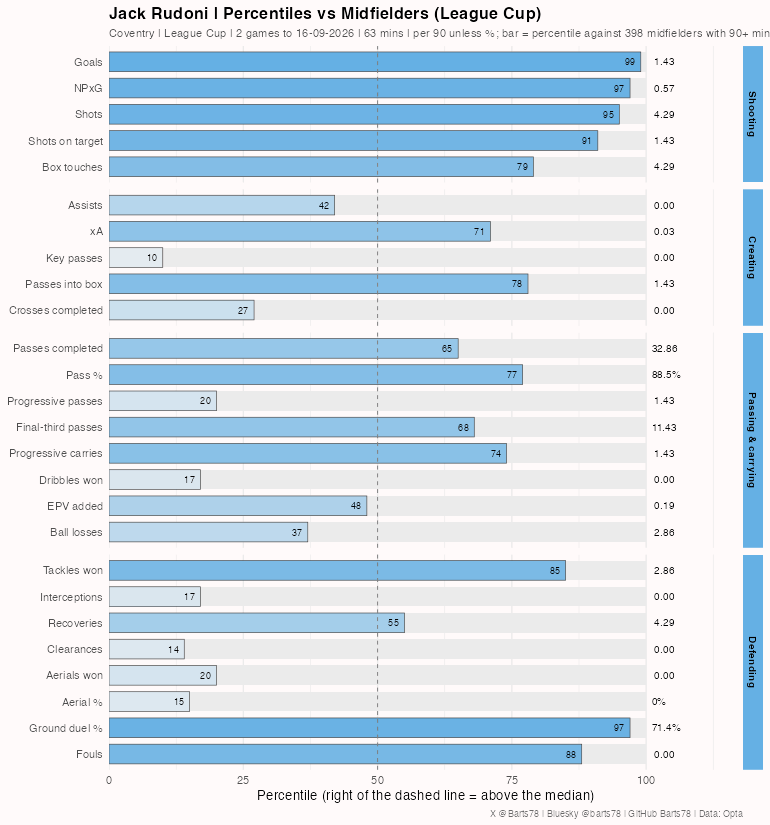 Jack Rudoni | Percentiles vs Midfielders (League Cup)
Coventry | League Cup | 2 games to 16-09-2026 | 63 mins | per 90 unless %; bar = percentile against 398 midfielders with 90+ min
Goals 99 1.43
NPxG 97 0.57
Shots 95 4.29
Shots on target 91 1.43
Box touches 79 4.29
Shooting
Assists 42 0.00
xA 71 0.03
Key passes 10 0.00
Passes into box 78 1.43
Crosses completed 27 0.00
Creating
Passes completed 65 32.86
Pass % 77 88.5%
Progressive passes 20 1.43
Final-third passes 68 11.43
Progressive carries 74 1.43
Dribbles won 17 0.00
EPV added 48 0.19
Ball losses 37 2.86
Passing & carrying
Tackles won 85 2.86
Interceptions 17 0.00
Recoveries 55 4.29
Clearances 14 0.00
Aerials won 20 0.00
Aerial % 15 0%
Ground duel % 97 71.4%
Fouls 88 0.00
Defending
0 25 50 75 100
Percentile (right of the dashed line = above the median)
X @Barts78 | Bluesky @barts78 | GitHub Barts78 | Data: Opta